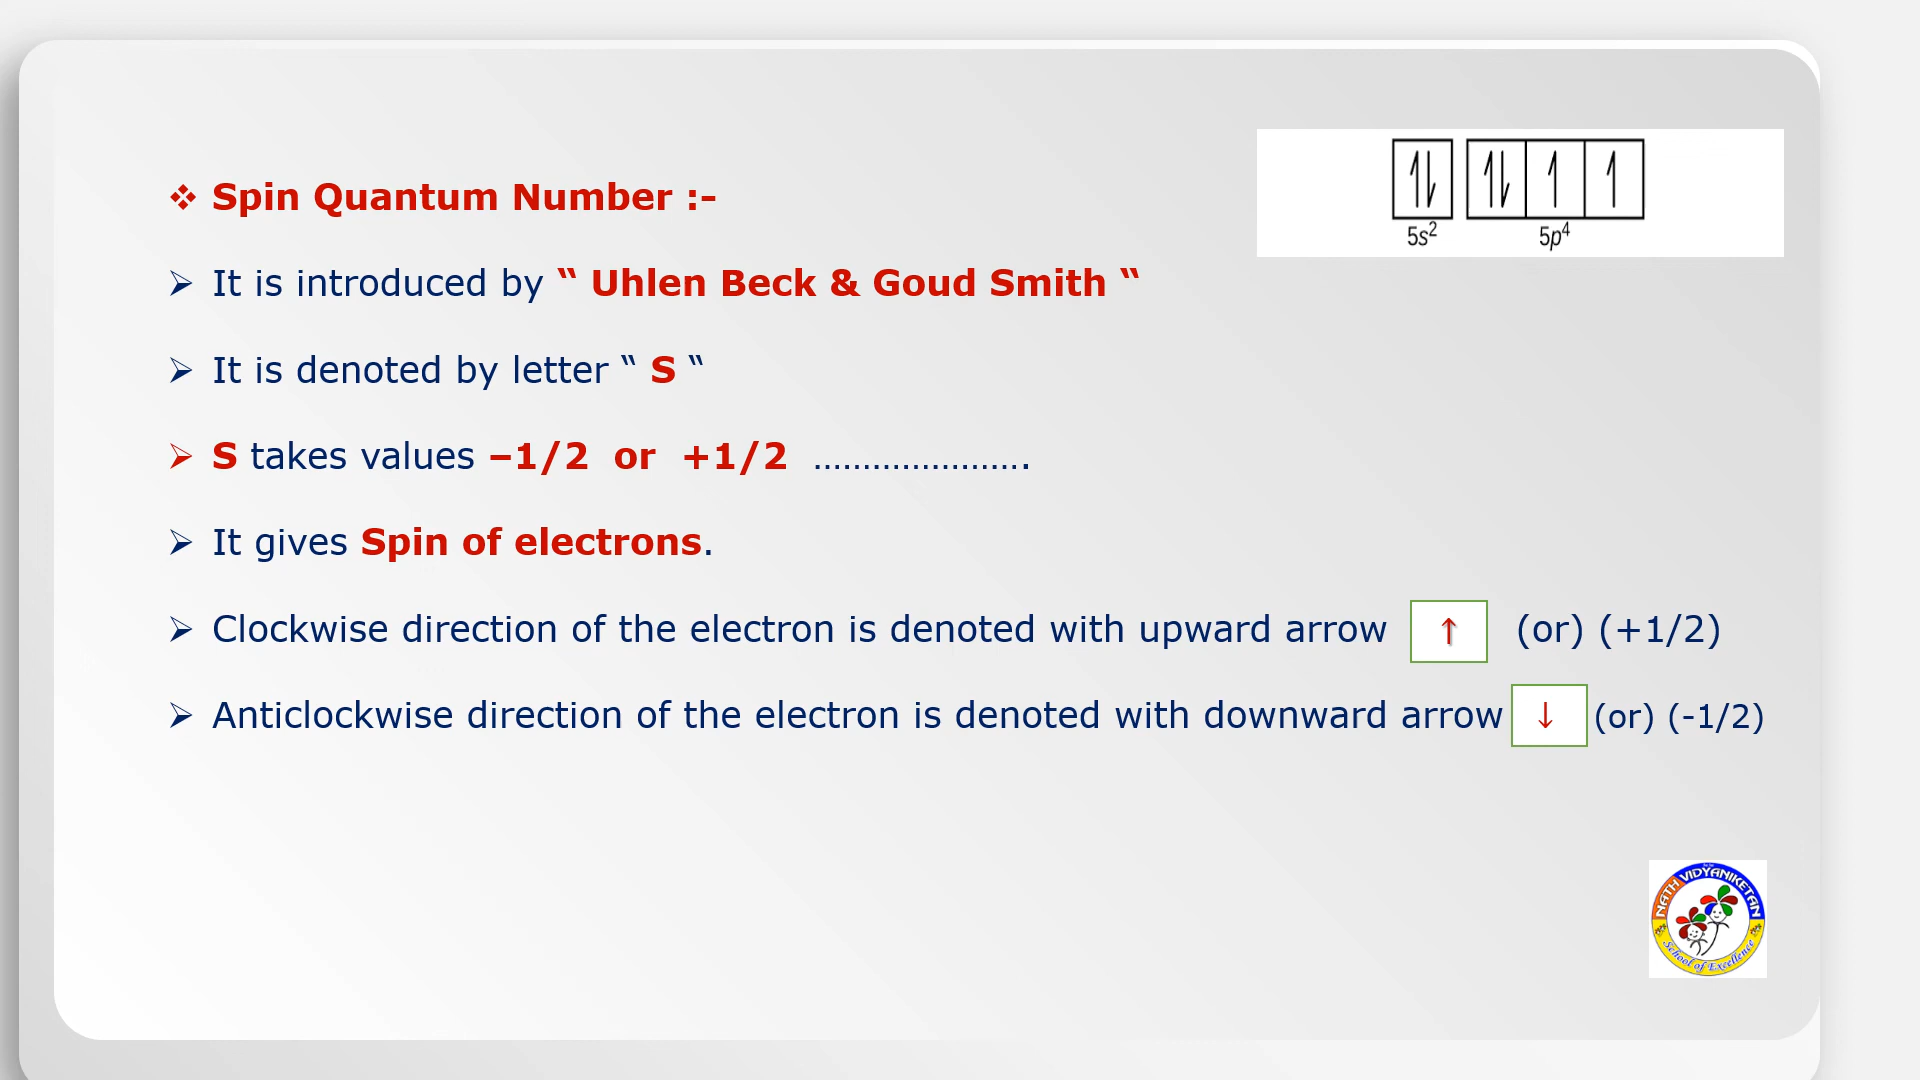 ❖ Spin Quantum Number :-
5s² 5p⁴
➢ It is introduced by “ Uhlen Beck & Goud Smith “
➢ It is denoted by letter “ S “
➢ S takes values –1/2 or +1/2 ………………….
➢ It gives Spin of electrons.
➢ Clockwise direction of the electron is denoted with upward arrow ↑ (or) (+1/2)
➢ Anticlockwise direction of the electron is denoted with downward arrow ↓ (or) (-1/2)
NATH VIDYANIKETAN
School of Excellence